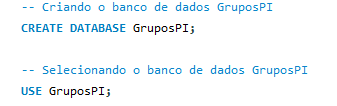 -- Criando o banco de dados GruposPI
CREATE DATABASE GruposPI;
-- Selecionando o banco de dados GruposPI
USE GruposPI;